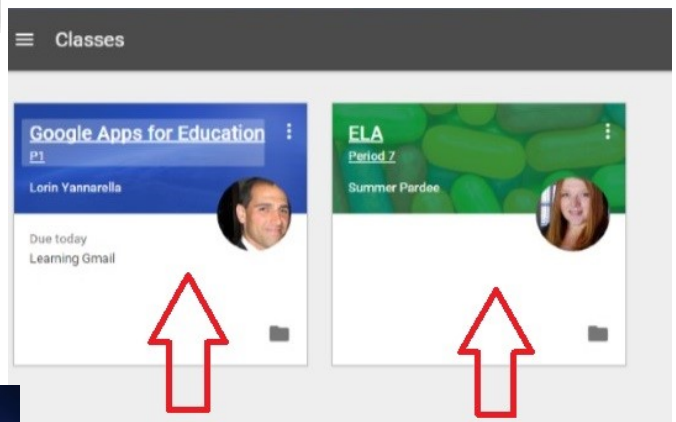 Classes
Google Apps for Education
P1
Lorin Yannarella
Due today
Learning Gmail
ELA
Period 7
Summer Pardee